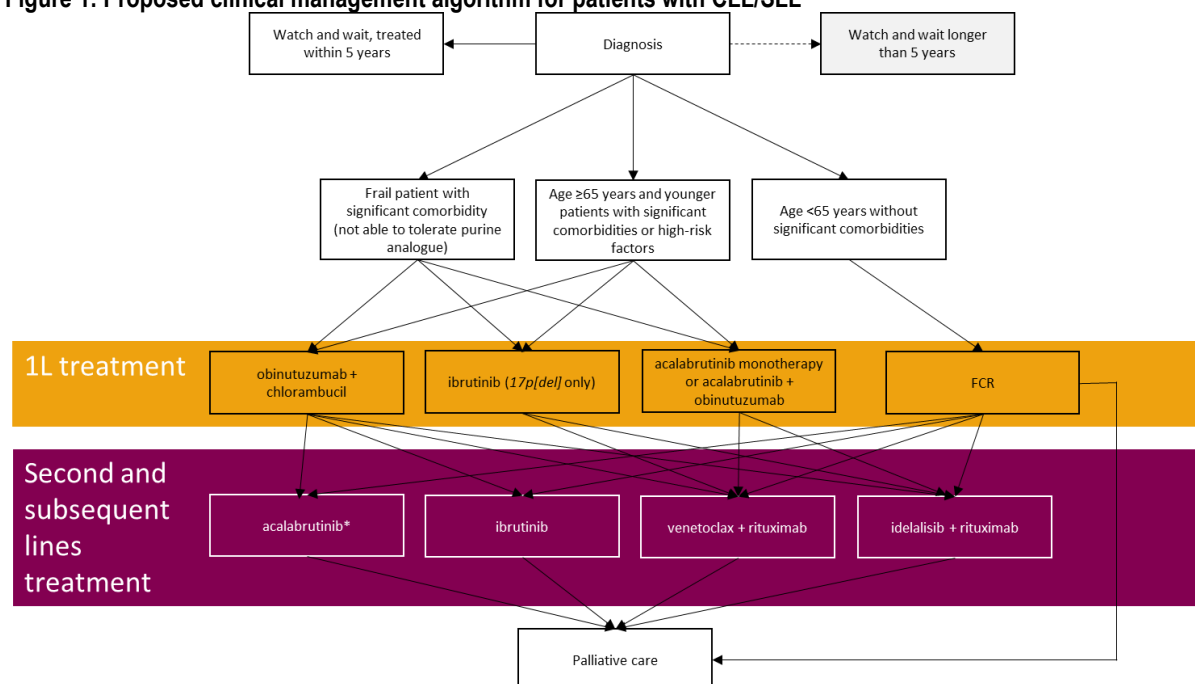 Figure 1: Proposed clinical management algorithm for patients with CLL/SLL
Watch and wait, treated
within 5 years
Diagnosis
Watch and wait longer
than 5 years
Frail patient with
significant comorbidity
(not able to tolerate purine
analogue)
Age ≥65 years and younger
patients with significant
comorbidities or high-risk
factors
Age <65 years without
significant comorbidities
1L treatment
obinutuzumab +
chlorambucil
ibrutinib (17p[del] only)
acalabrutinib monotherapy
or acalabrutinib +
obinutuzumab
FCR
Second and
subsequent
lines
treatment
acalabrutinib*
ibrutinib
venetoclax + rituximab
idelalisib + rituximab
Palliative care